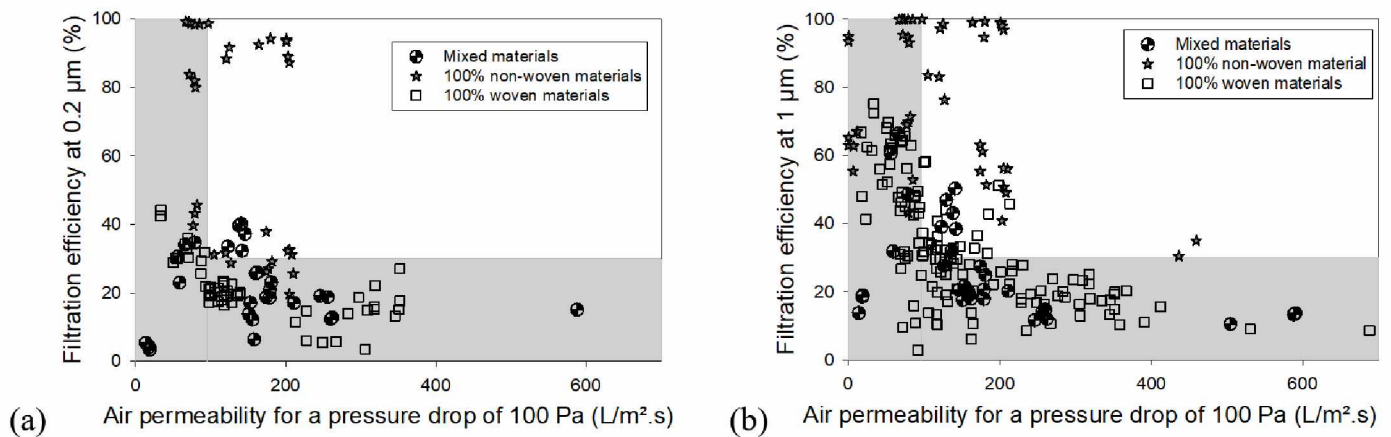 100
80
60
40
20
0
Filtration efficiency at 0.2 µm (%)
Mixed materials
100% non-woven materials
100% woven materials
0 200 400 600
(a) Air permeability for a pressure drop of 100 Pa (L/m².s)
100
80
60
40
20
0
Filtration efficiency at 1 µm (%)
Mixed materials
100% non-woven material
100% woven materials
0 200 400 600
(b) Air permeability for a pressure drop of 100 Pa (L/m².s)